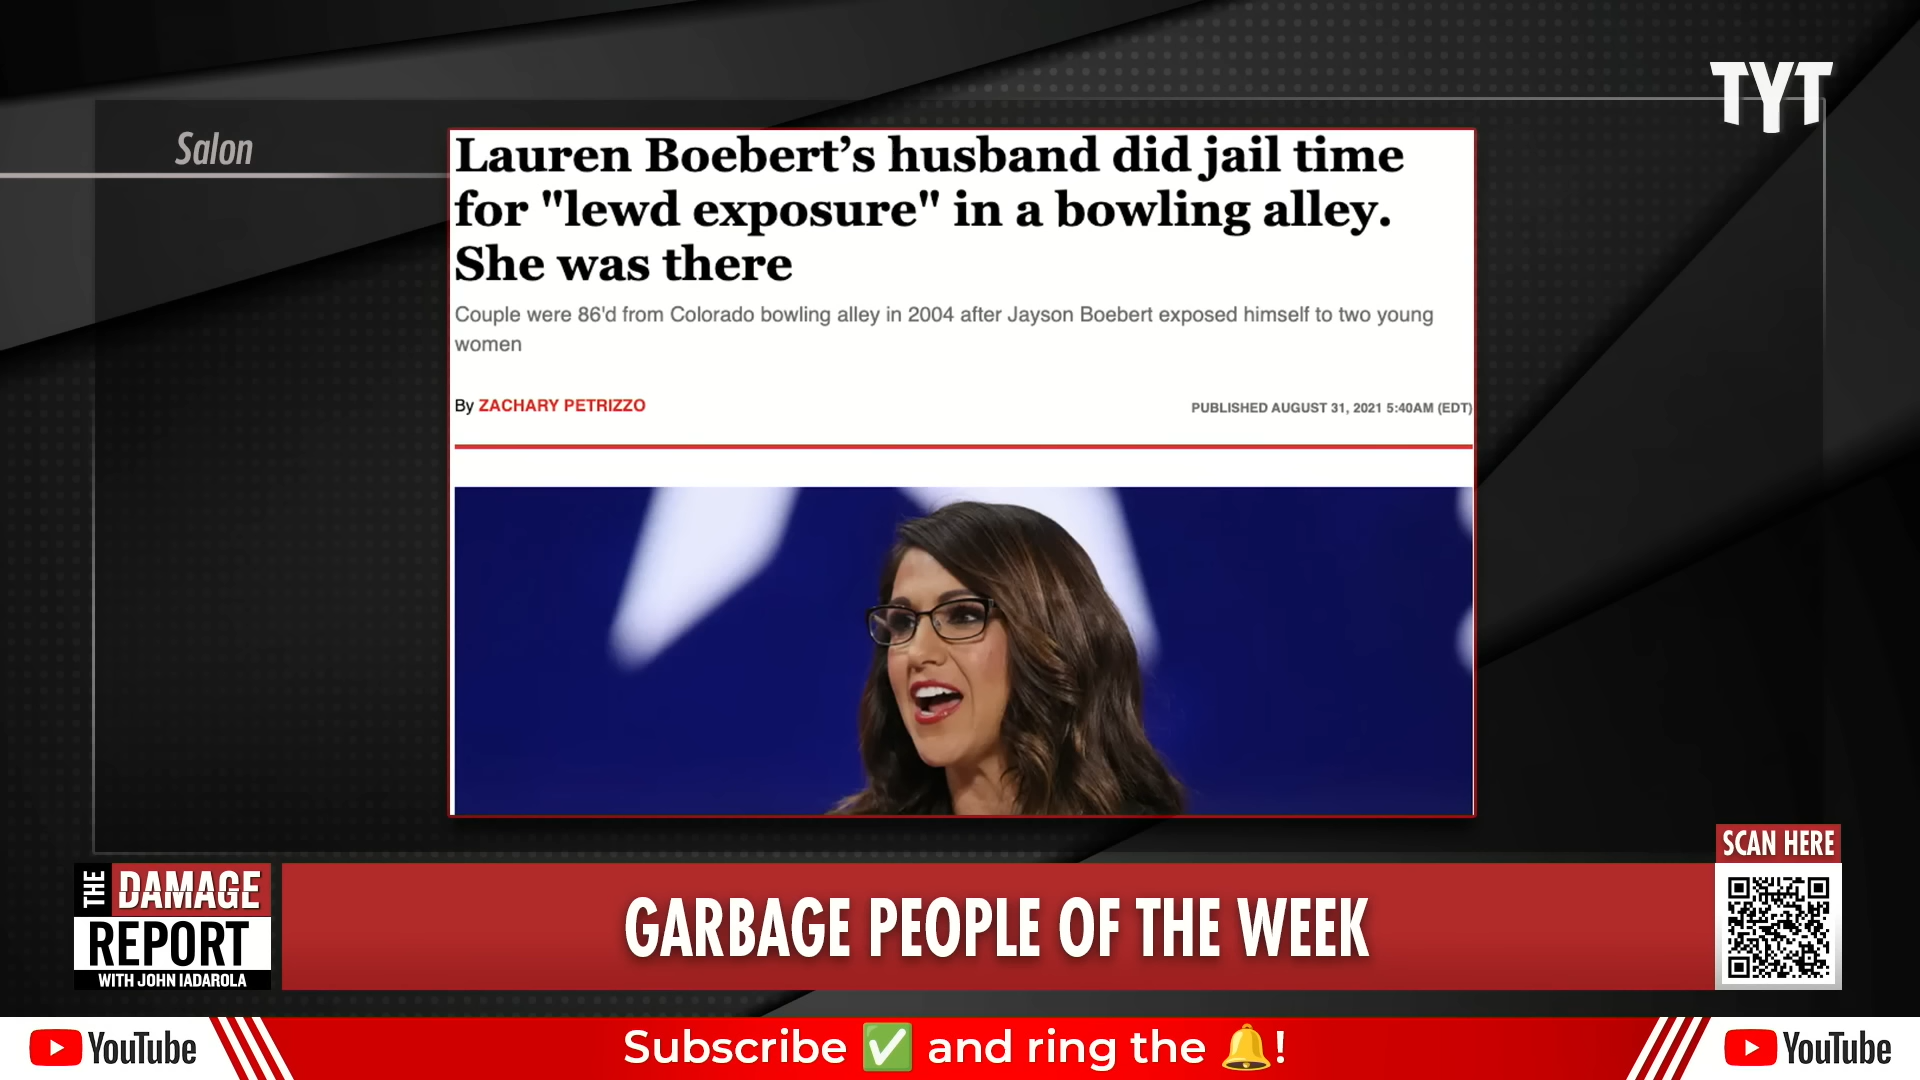 TYT
Salon
Lauren Boebert’s husband did jail time
for "lewd exposure" in a bowling alley.
She was there
Couple were 86'd from Colorado bowling alley in 2004 after Jayson Boebert exposed himself to two young
women
By ZACHARY PETRIZZO
PUBLISHED AUGUST 31, 2021 5:40AM (EDT)
SCAN HERE
THE DAMAGE
REPORT
WITH JOHN IADAROLA
GARBAGE PEOPLE OF THE WEEK
YouTube
Subscribe ✅ and ring the 🔔!
YouTube